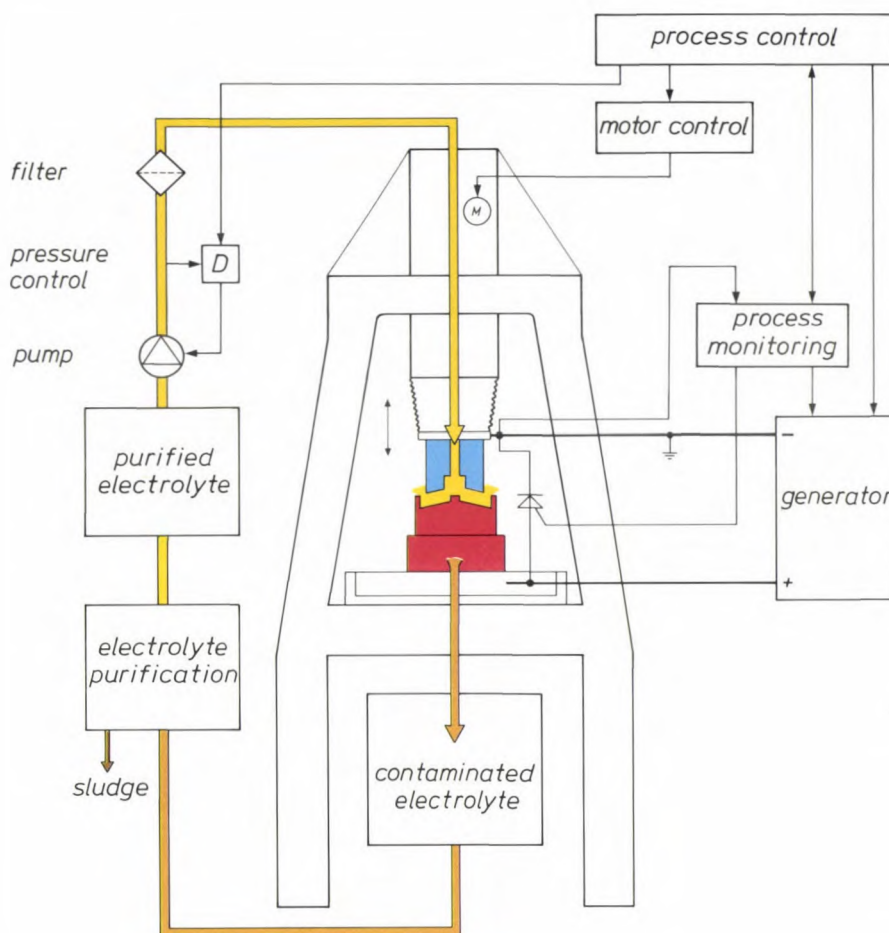 process control
motor control
filter
M
pressure
control
D
process
monitoring
pump
purified
electrolyte
−
generator
+
electrolyte
purification
contaminated
electrolyte
sludge